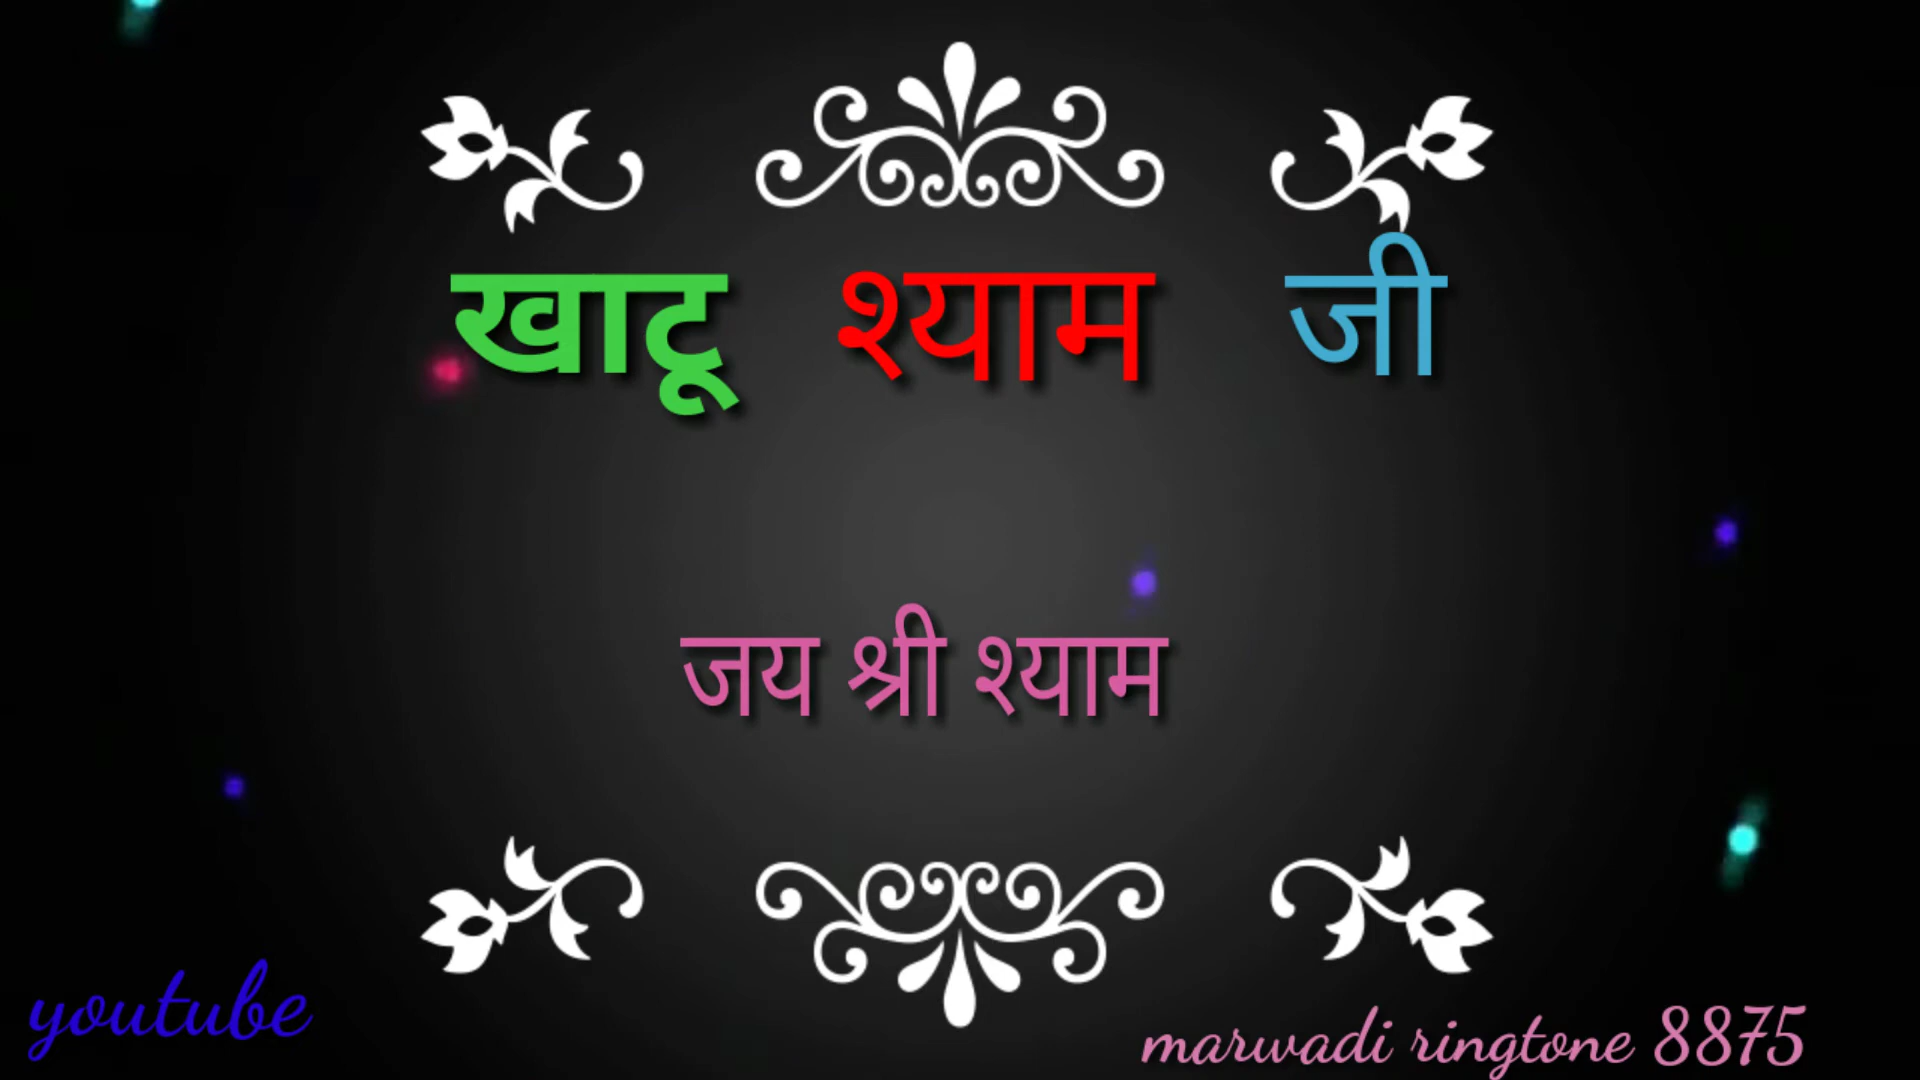 खाटू श्याम जी
जय श्री श्याम
youtube
marwadi ringtone 8875